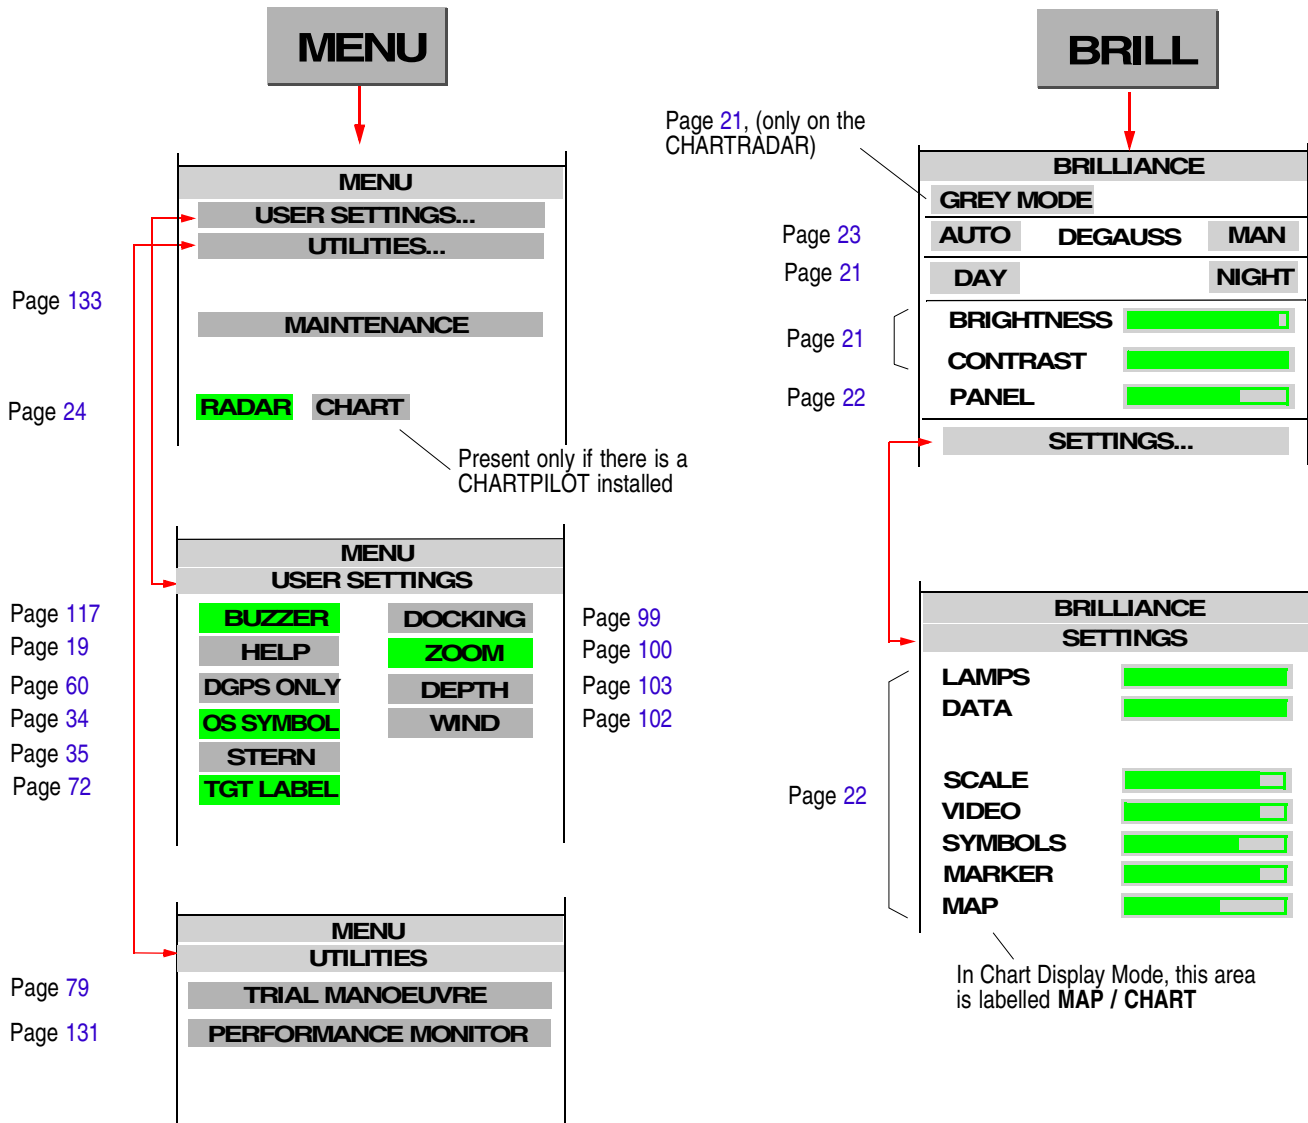 MENU
MENU
USER SETTINGS...
UTILITIES...
Page 133
MAINTENANCE
Page 24
RADAR CHART
Present only if there is a
CHARTPILOT installed
MENU
USER SETTINGS
Page 117 BUZZER DOCKING Page 99
Page 19 HELP ZOOM Page 100
Page 60 DGPS ONLY DEPTH Page 103
Page 34 OS SYMBOL WIND Page 102
Page 35 STERN
Page 72 TGT LABEL
MENU
UTILITIES
Page 79 TRIAL MANOEUVRE
Page 131 PERFORMANCE MONITOR
BRILL
Page 21, (only on the
CHARTRADAR)
BRILLIANCE
GREY MODE
Page 23 AUTO DEGAUSS MAN
Page 21 DAY NIGHT
BRIGHTNESS
Page 21
CONTRAST
Page 22 PANEL
SETTINGS...
BRILLIANCE
SETTINGS
LAMPS
DATA
SCALE
Page 22
VIDEO
SYMBOLS
MARKER
MAP
In Chart Display Mode, this area
is labelled MAP / CHART